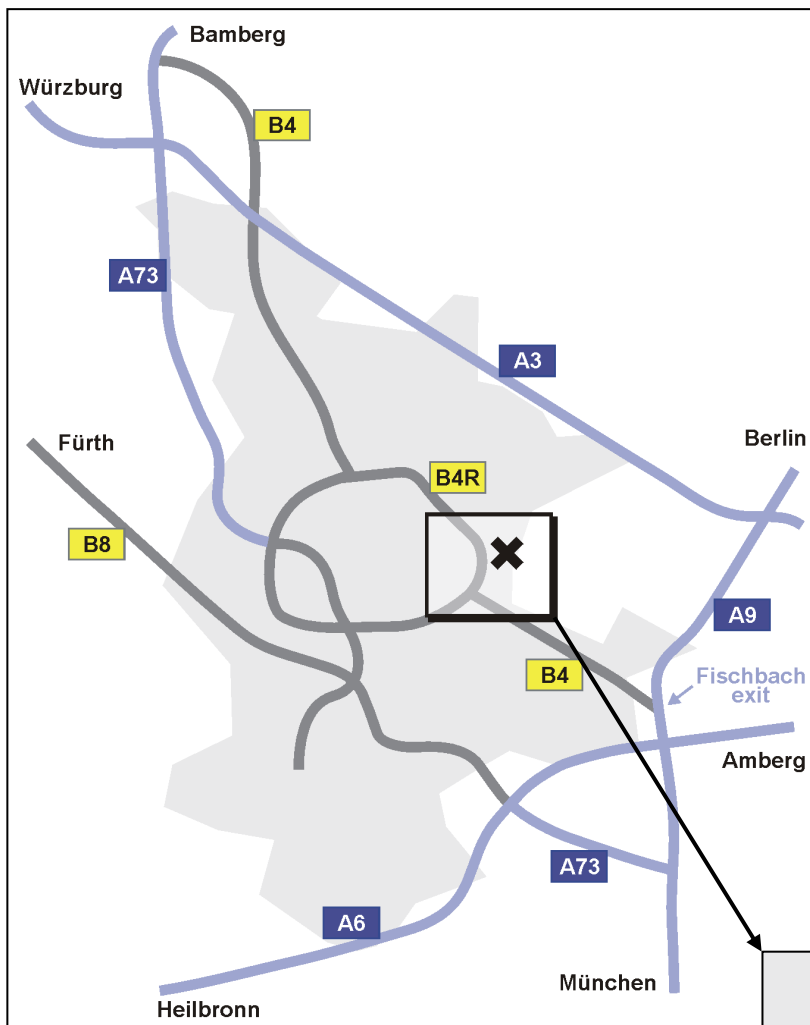 Bamberg
Würzburg
B4
A73
A3
Fürth
Berlin
B4R
B8
A9
B4
Fischbach
exit
Amberg
A73
A6
München
Heilbronn